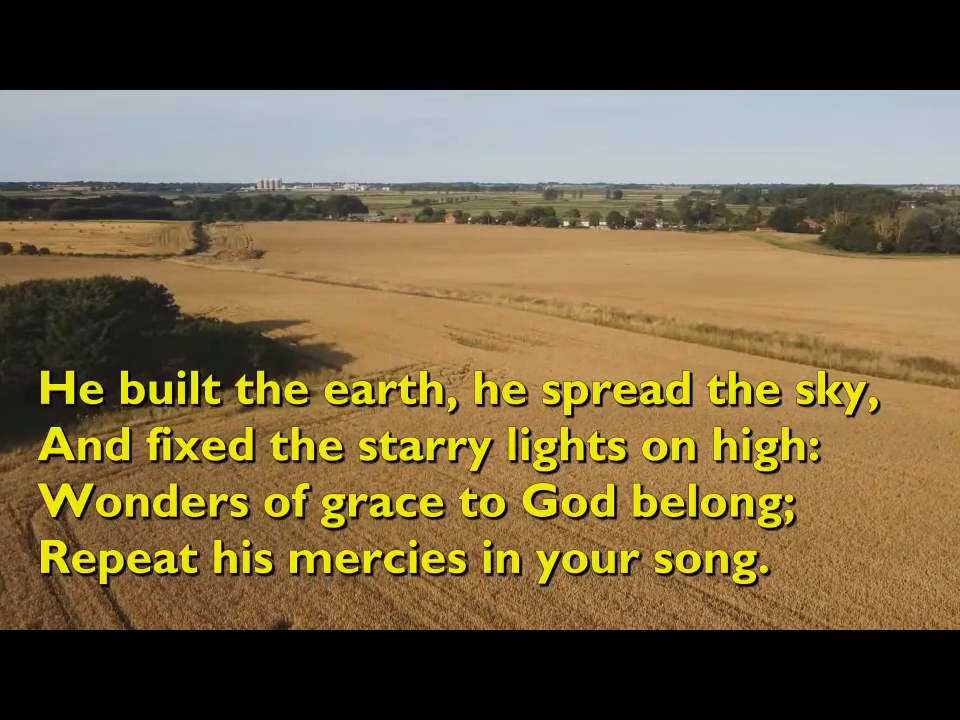 He built the earth, he spread the sky,
And fixed the starry lights on high:
Wonders of grace to God belong;
Repeat his mercies in your song.